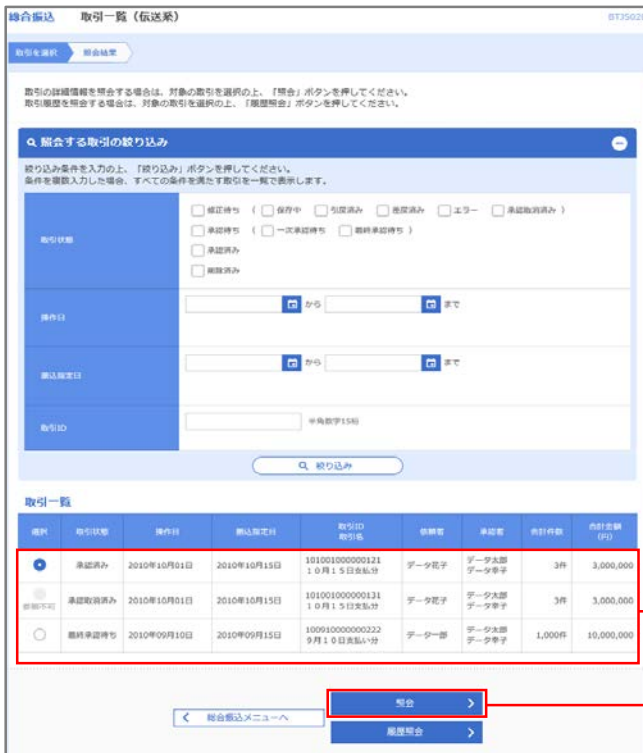 総合振込 取引一覧（伝送系） BTJS02
取引を選択 照会結果
取引の詳細情報を照会する場合は、対象の取引を選択の上、「照会」ボタンを押してください。
取引履歴を照会する場合は、対象の取引を選択の上、「履歴照会」ボタンを押してください。
照会する取引の絞り込み
絞り込み条件を入力の上、「絞り込み」ボタンを押してください。
条件を複数入力した場合、すべての条件を満たす取引を一覧で表示します。
取引状態
修正待ち （ 保存中 引戻済み 差戻済み エラー 承認取消済み ）
承認待ち （ 一次承認待ち 最終承認待ち ）
承認済み
削除済み
操作日 から まで
振込指定日 から まで
取引ID 半角数字15桁
絞り込み
取引一覧
選択 取引状態 操作日 振込指定日 取引ID 取引名 依頼者 承認者 合計件数 合計金額 (円)
承認済み 2010年10月01日 2010年10月15日 101001000000121 データ花子 データ太郎 3件 3,000,000
１０月１５日支払分 データ幸子
選択不可 承認取消済み 2010年10月01日 2010年10月15日 101001000000131 データ花子 データ太郎 3件 3,000,000
１０月１５日支払分 データ幸子
最終承認待ち 2010年09月10日 2010年09月15日 100910000000222 データ一郎 データ太郎 1,000件 10,000,000
９月１０日支払い分 データ幸子
照会
総合振込メニューへ
履歴照会